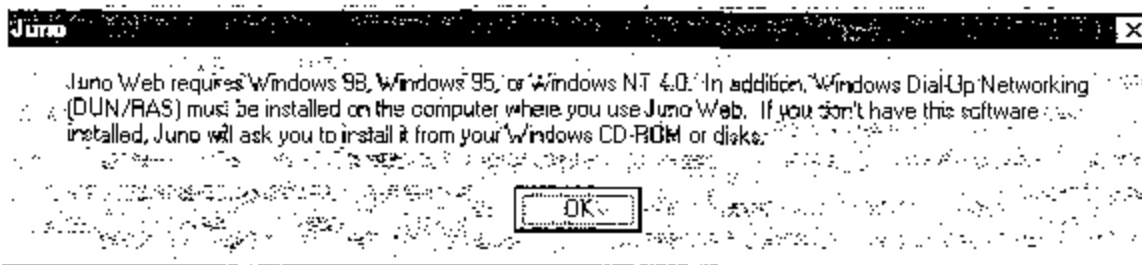 Juno
Juno Web requires Windows 98, Windows 95, or Windows NT 4.0. In addition, Windows Dial-Up Networking
(DUN/RAS) must be installed on the computer where you use Juno Web. If you don't have this software
installed, Juno will ask you to install it from your Windows CD-ROM or disks.
OK